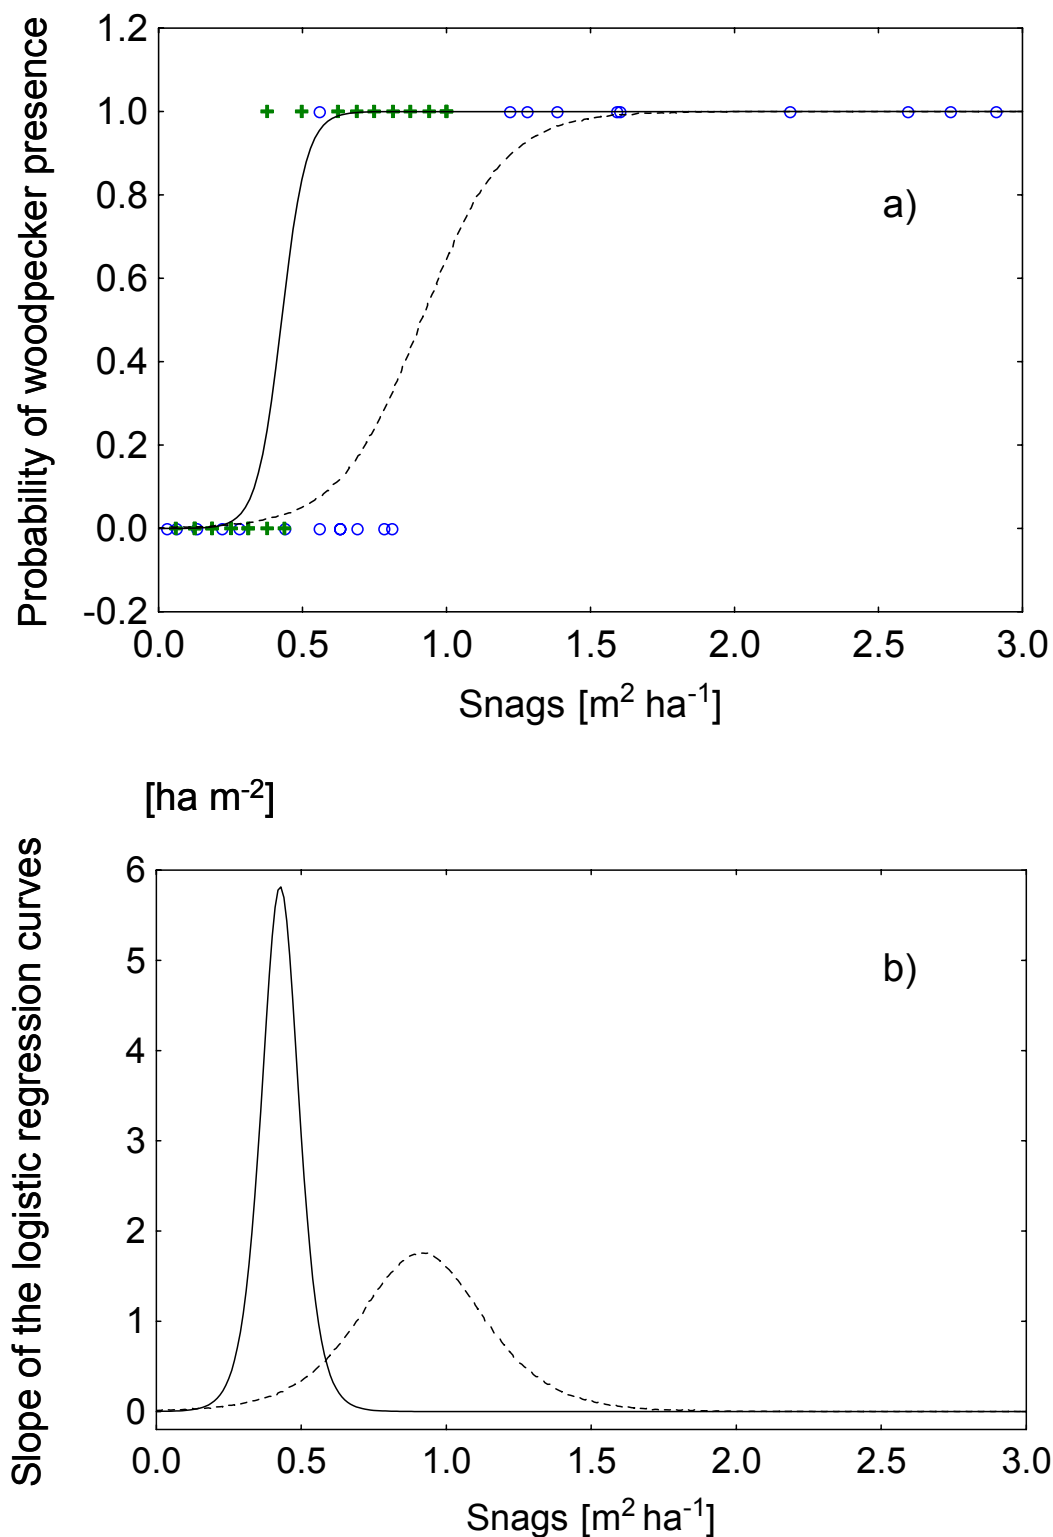 Probability of woodpecker presence
1.2
1.0
0.8
0.6
0.4
0.2
0.0
-0.2
a)
0.0 0.5 1.0 1.5 2.0 2.5 3.0
Snags [m² ha⁻¹]
[ha m⁻²]
Slope of the logistic regression curves
6
5
4
3
2
1
0
b)
0.0 0.5 1.0 1.5 2.0 2.5 3.0
Snags [m² ha⁻¹]